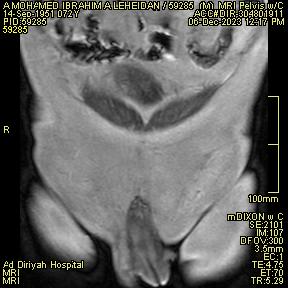 A MOHAMED IBRAHIM A LEHEIDAN / 59285 (M) MRI Pelvis w/C
14-Sep-1951 072Y ACC#DIR:304801911
PID:59285 06-Dec-2023 12:17 PM
59285
R
100mm
mDIXON w C
SE:2101
IM:107
Ad Diriyah Hospital DFOV:300
3.5mm
MRI EC:1
TE:4.75
MRI ET:70
TR:5.29